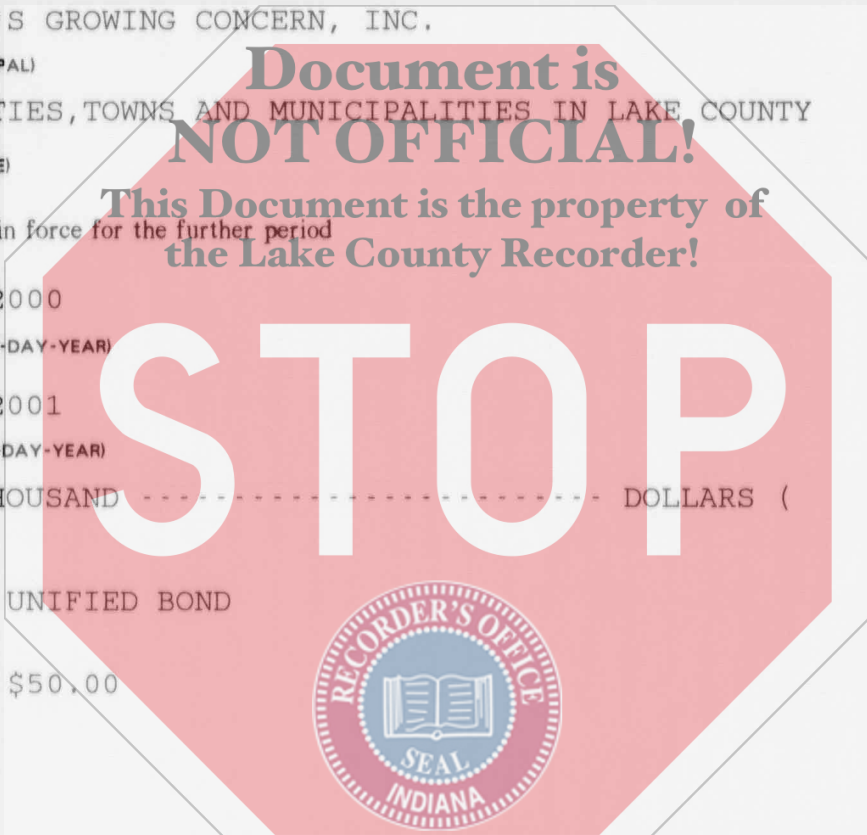 S GROWING CONCERN, INC.
PAL)
Document is
TIES, TOWNS AND MUNICIPALITIES IN LAKE COUNTY
NOT OFFICIAL!
E)
This Document is the property of
in force for the further period
the Lake County Recorder!
2000
-DAY-YEAR)
STOP
2001
DAY-YEAR)
HOUSAND ------------------------- DOLLARS (
UNIFIED BOND
RECORDER'S OFFICE
$50.00
SEAL
INDIANA